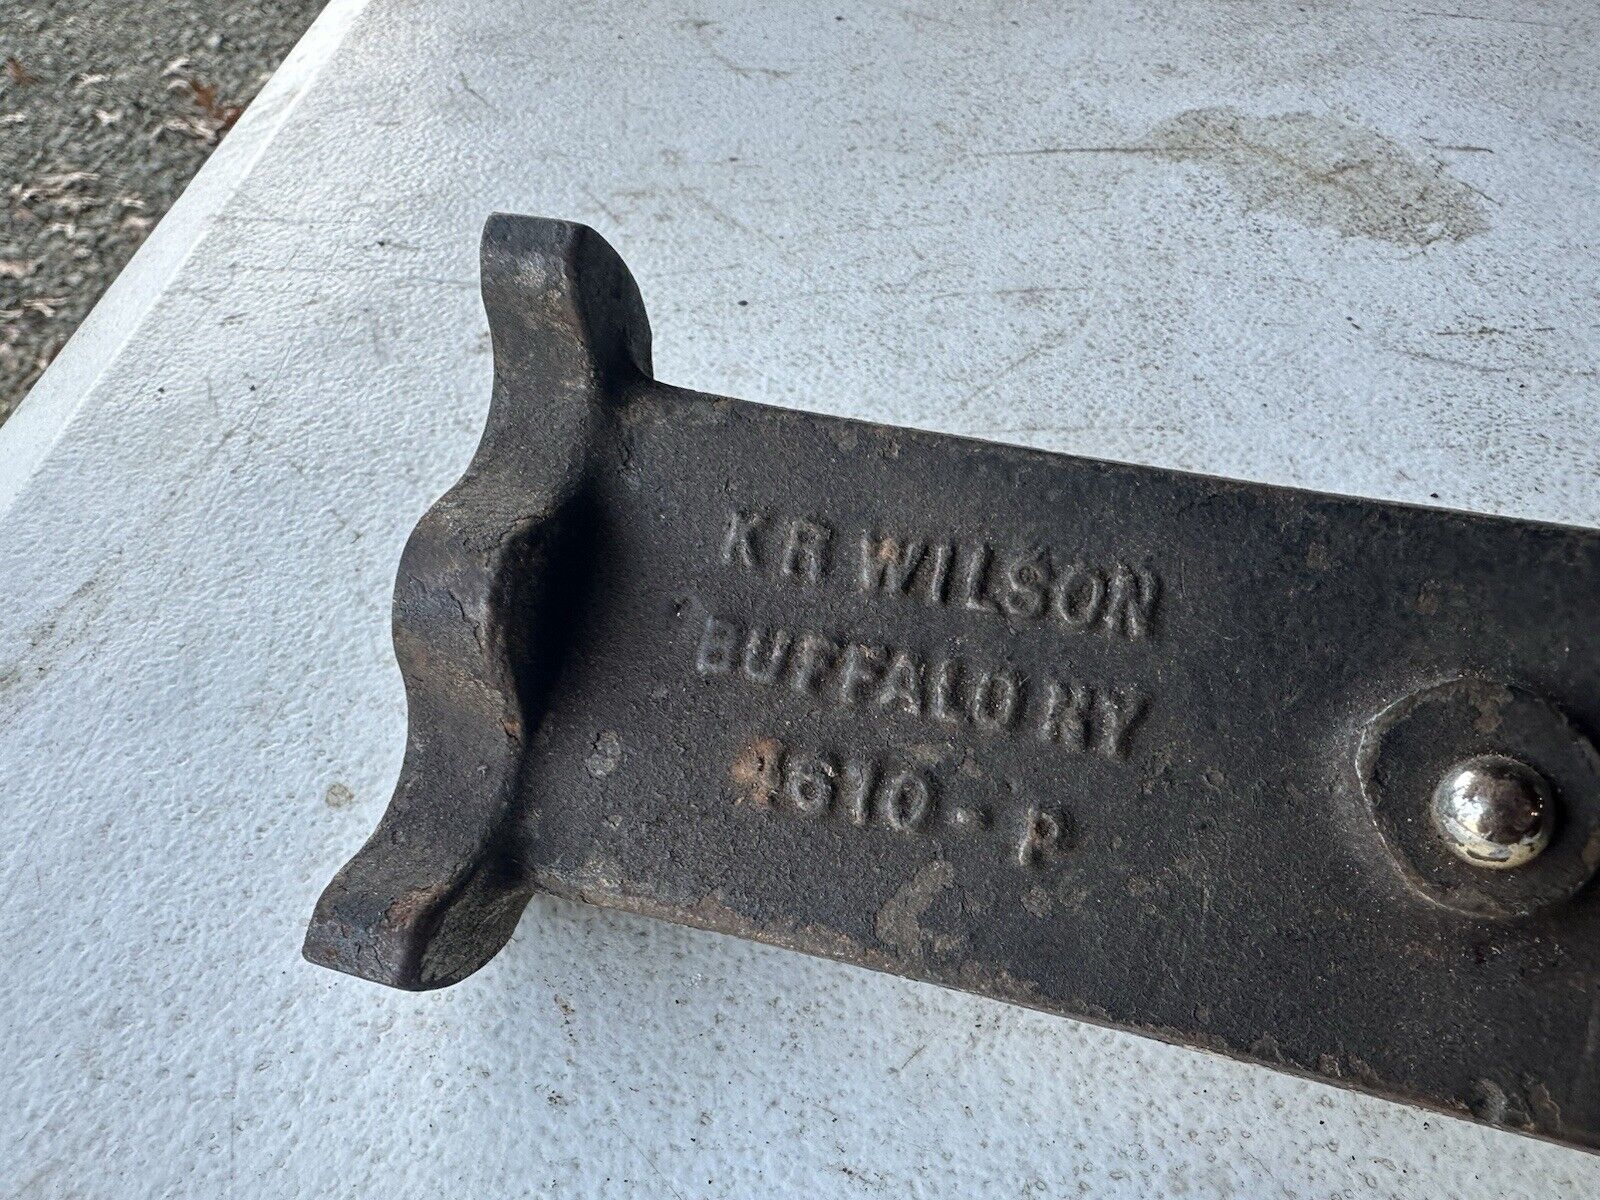 K R WILSON
BUFFALO NY
1610-P